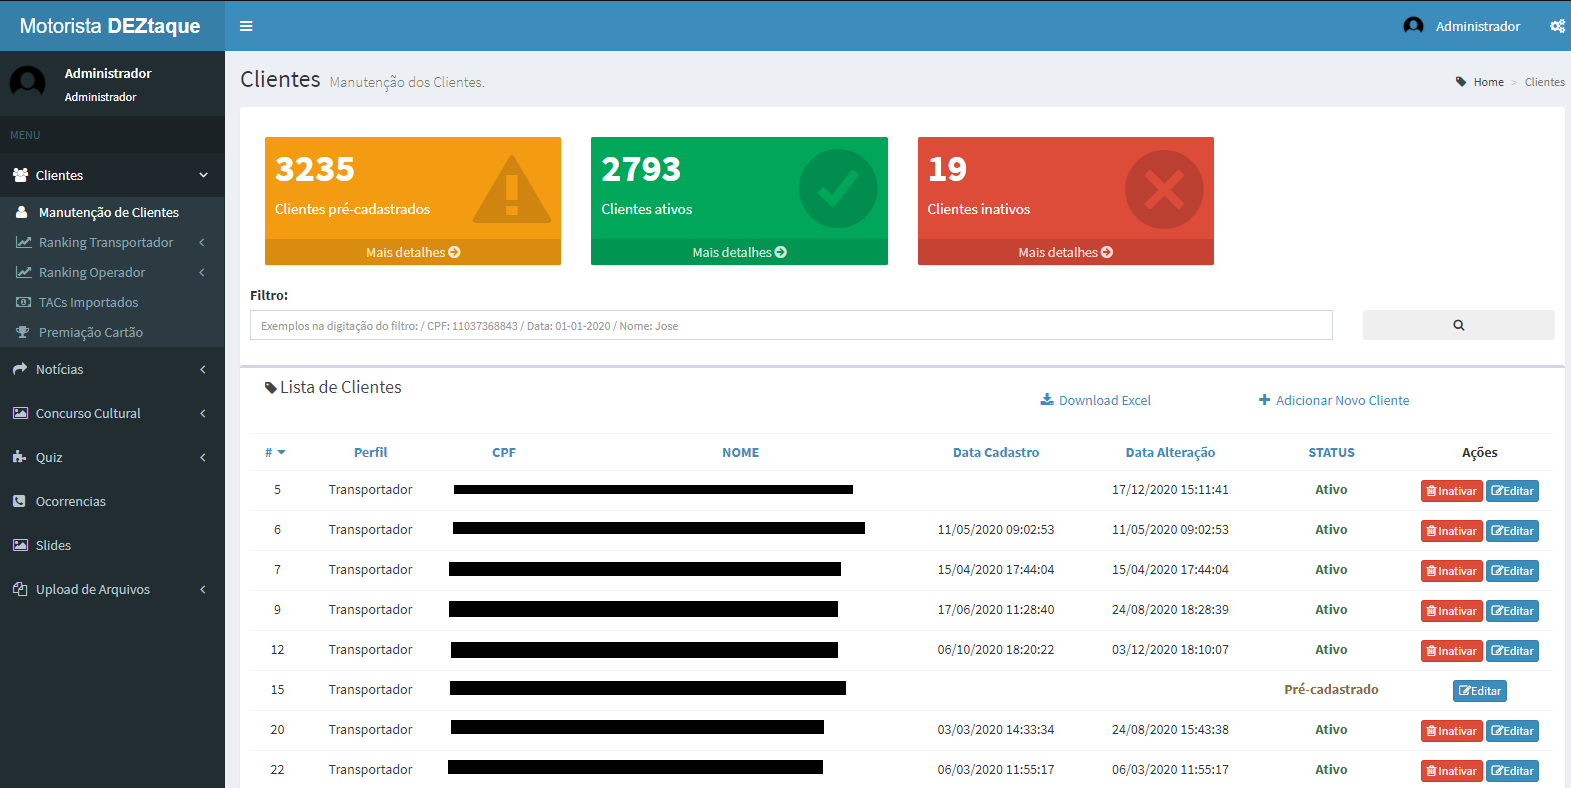 Motorista DEZtaque
Administrador
Administrador
Administrador
MENU
Clientes
Manutenção de Clientes
Ranking Transportador
Ranking Operador
TACs Importados
Premiação Cartão
Notícias
Concurso Cultural
Quiz
Ocorrencias
Slides
Upload de Arquivos
Clientes Manutenção dos Clientes.
Home > Clientes
3235
Clientes pré-cadastrados
Mais detalhes
2793
Clientes ativos
Mais detalhes
19
Clientes inativos
Mais detalhes
Filtro:
Exemplos na digitação do filtro: / CPF: 11037368843 / Data: 01-01-2020 / Nome: Jose
Lista de Clientes
Download Excel
Adicionar Novo Cliente
# Perfil CPF NOME Data Cadastro Data Alteração STATUS Ações
5 Transportador 17/12/2020 15:11:41 Ativo Inativar Editar
6 Transportador 11/05/2020 09:02:53 11/05/2020 09:02:53 Ativo Inativar Editar
7 Transportador 15/04/2020 17:44:04 15/04/2020 17:44:04 Ativo Inativar Editar
9 Transportador 17/06/2020 11:28:40 24/08/2020 18:28:39 Ativo Inativar Editar
12 Transportador 06/10/2020 18:20:22 03/12/2020 18:10:07 Ativo Inativar Editar
15 Transportador Pré-cadastrado Editar
20 Transportador 03/03/2020 14:33:34 24/08/2020 15:43:38 Ativo Inativar Editar
22 Transportador 06/03/2020 11:55:17 06/03/2020 11:55:17 Ativo Inativar Editar